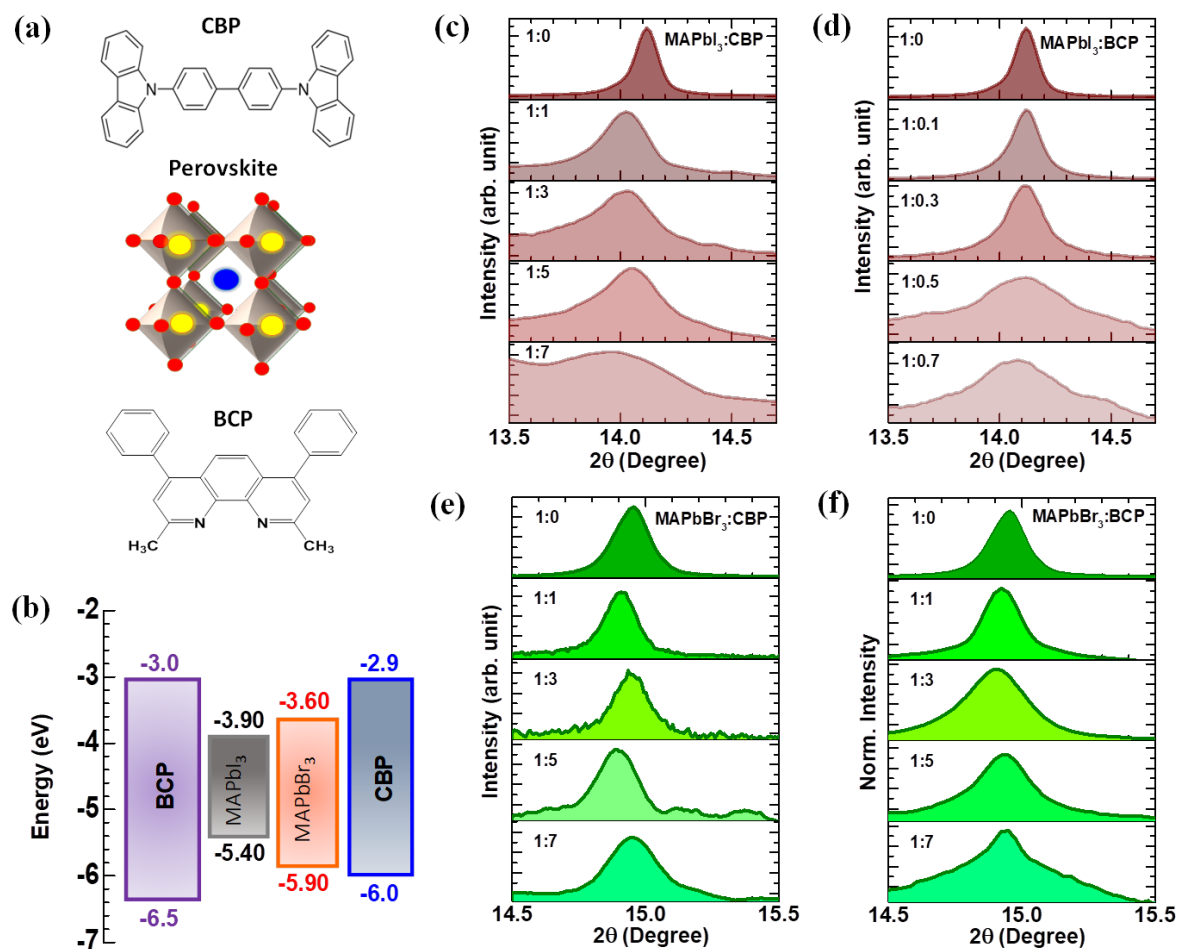 (a)
CBP
N
N
Perovskite
BCP
N
N
H₃C
CH₃
(b)
Energy (eV)
-2
-3
-4
-5
-6
-7
-3.0
BCP
-6.5
-3.90
MAPbI₃
-5.40
-3.60
MAPbBr₃
-5.90
-2.9
CBP
-6.0
(c)
Intensity (arb. unit)
1:0
MAPbI₃:CBP
1:1
1:3
1:5
1:7
13.5 14.0 14.5
2θ (Degree)
(d)
Intensity (arb. unit)
1:0
MAPbI₃:BCP
1:0.1
1:0.3
1:0.5
1:0.7
13.5 14.0 14.5
2θ (Degree)
(e)
Intensity (arb. unit)
1:0
MAPbBr₃:CBP
1:1
1:3
1:5
1:7
14.5 15.0 15.5
2θ (Degree)
(f)
Norm. Intensity
1:0
MAPbBr₃:BCP
1:1
1:3
1:5
1:7
14.5 15.0 15.5
2θ (Degree)